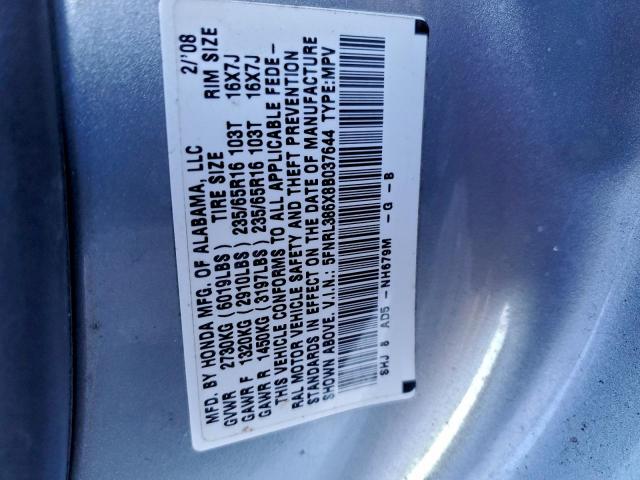 MFD. BY HONDA MFG. OF ALABAMA, LLC 2/'08
GVWR 2730KG (6019LBS) TIRE SIZE RIM SIZE
GAWR F 1320KG (2910LBS) 235/65R16 103T 16X7J
GAWR R 1450KG (3197LBS) 235/65R16 103T 16X7J
THIS VEHICLE CONFORMS TO ALL APPLICABLE FEDE-
RAL MOTOR VEHICLE SAFETY AND THEFT PREVENTION
STANDARDS IN EFFECT ON THE DATE OF MANUFACTURE
SHOWN ABOVE. V.I.N.: 5FNRL386X8B037644 TYPE:MPV
SHJ 8 AD5 -NH679M -G -B